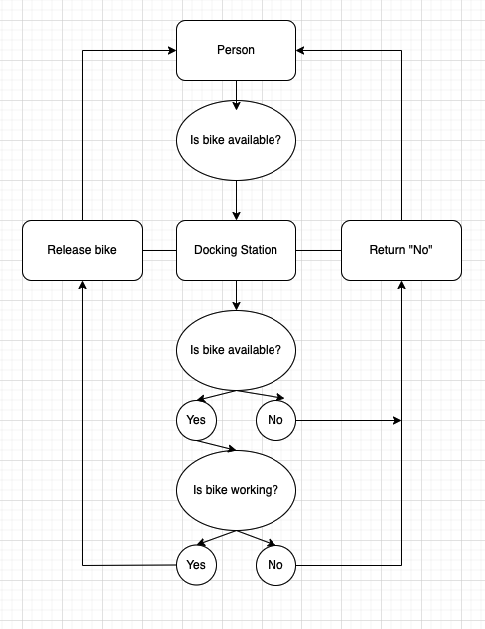 Person
Is bike available?
Release bike
Docking Station
Return "No"
Is bike available?
Yes
No
Is bike working?
Yes
No